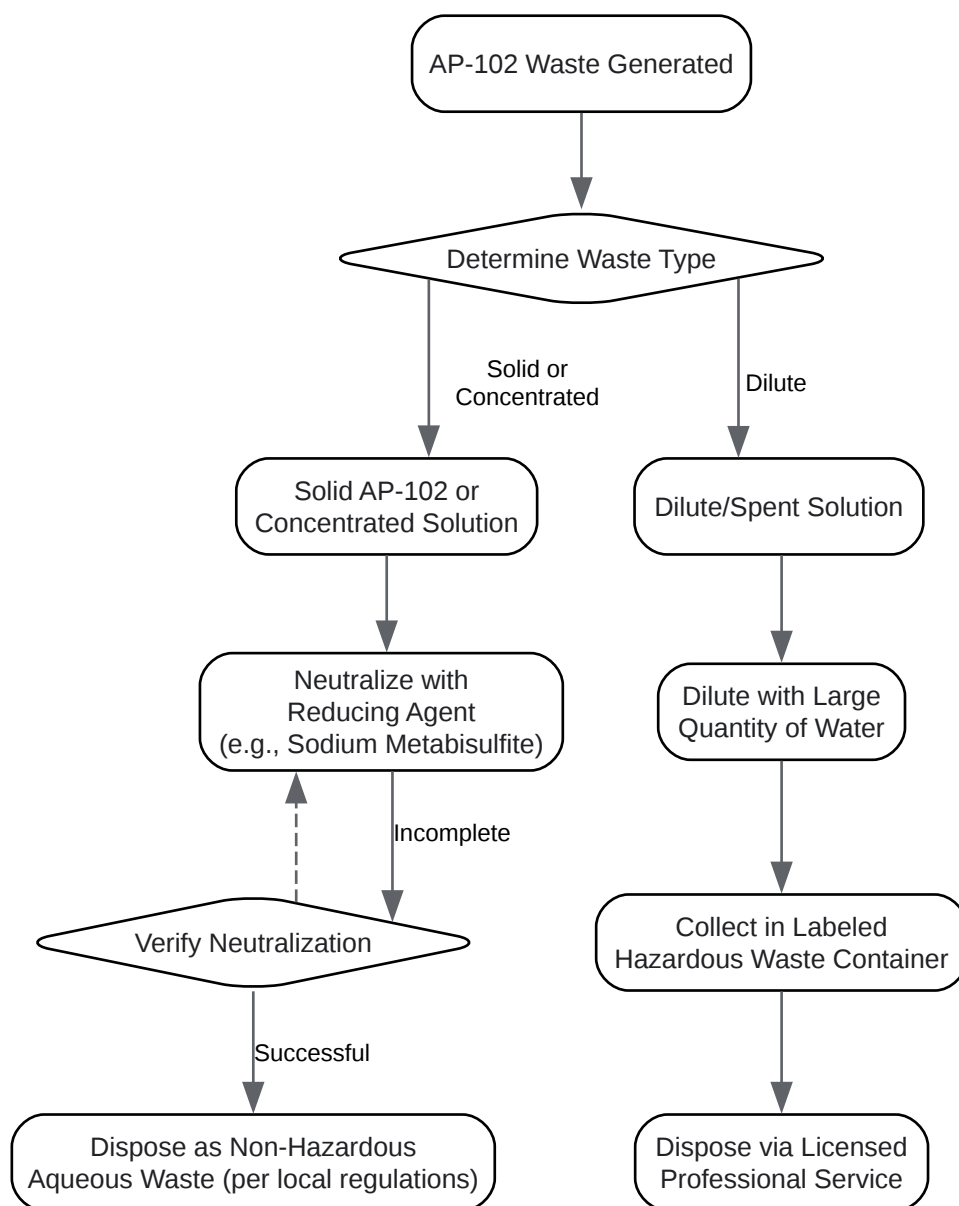 AP-102 Waste Generated
Determine Waste Type
Solid or
Concentrated
Dilute
Solid AP-102 or
Concentrated Solution
Dilute/Spent Solution
Neutralize with
Reducing Agent
(e.g., Sodium Metabisulfite)
Dilute with Large
Quantity of Water
Incomplete
Verify Neutralization
Collect in Labeled
Hazardous Waste Container
Successful
Dispose as Non-Hazardous
Aqueous Waste (per local regulations)
Dispose via Licensed
Professional Service